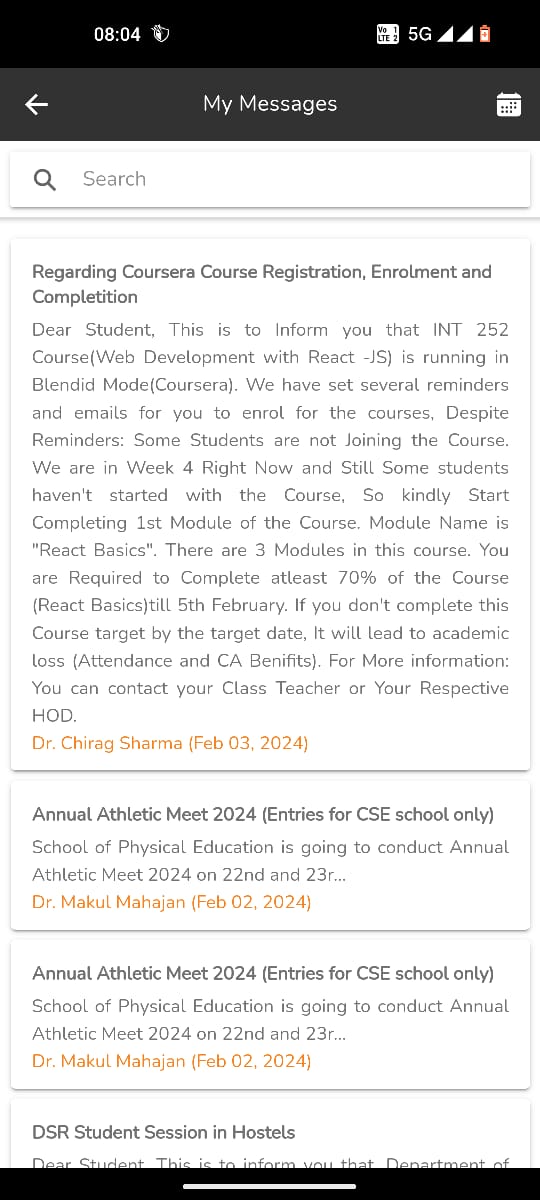 08:04
Vo 1
LTE 2
5G
My Messages
Search
Regarding Coursera Course Registration, Enrolment and
Completition
Dear Student, This is to Inform you that INT 252
Course(Web Development with React -JS) is running in
Blendid Mode(Coursera). We have set several reminders
and emails for you to enrol for the courses, Despite
Reminders: Some Students are not Joining the Course.
We are in Week 4 Right Now and Still Some students
haven't started with the Course, So kindly Start
Completing 1st Module of the Course. Module Name is
"React Basics". There are 3 Modules in this course. You
are Required to Complete atleast 70% of the Course
(React Basics)till 5th February. If you don't complete this
Course target by the target date, It will lead to academic
loss (Attendance and CA Benifits). For More information:
You can contact your Class Teacher or Your Respective
HOD.
Dr. Chirag Sharma (Feb 03, 2024)
Annual Athletic Meet 2024 (Entries for CSE school only)
School of Physical Education is going to conduct Annual
Athletic Meet 2024 on 22nd and 23r...
Dr. Makul Mahajan (Feb 02, 2024)
Annual Athletic Meet 2024 (Entries for CSE school only)
School of Physical Education is going to conduct Annual
Athletic Meet 2024 on 22nd and 23r...
Dr. Makul Mahajan (Feb 02, 2024)
DSR Student Session in Hostels
Dear Student, This is to inform you that, Department of